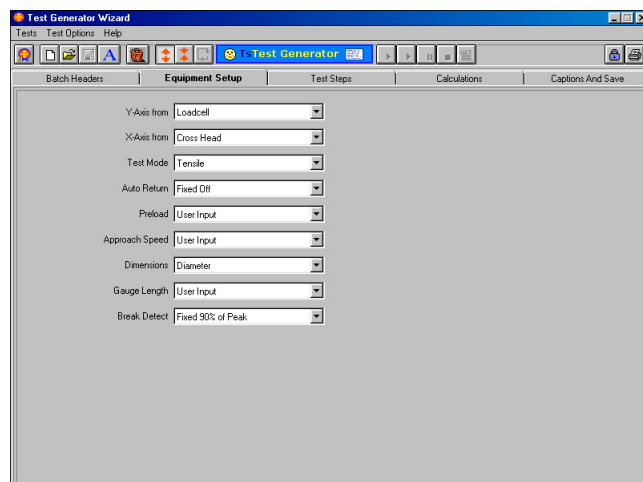 Test Generator Wizard
Tests Test Options Help
A TsTest Generator
Batch Headers Equipment Setup Test Steps Calculations Captions And Save
Y-Axis from Loadcell
X-Axis from Cross Head
Test Mode Tensile
Auto Return Fixed Off
Preload User Input
Approach Speed User Input
Dimensions Diameter
Gauge Length User Input
Break Detect Fixed 90% of Peak